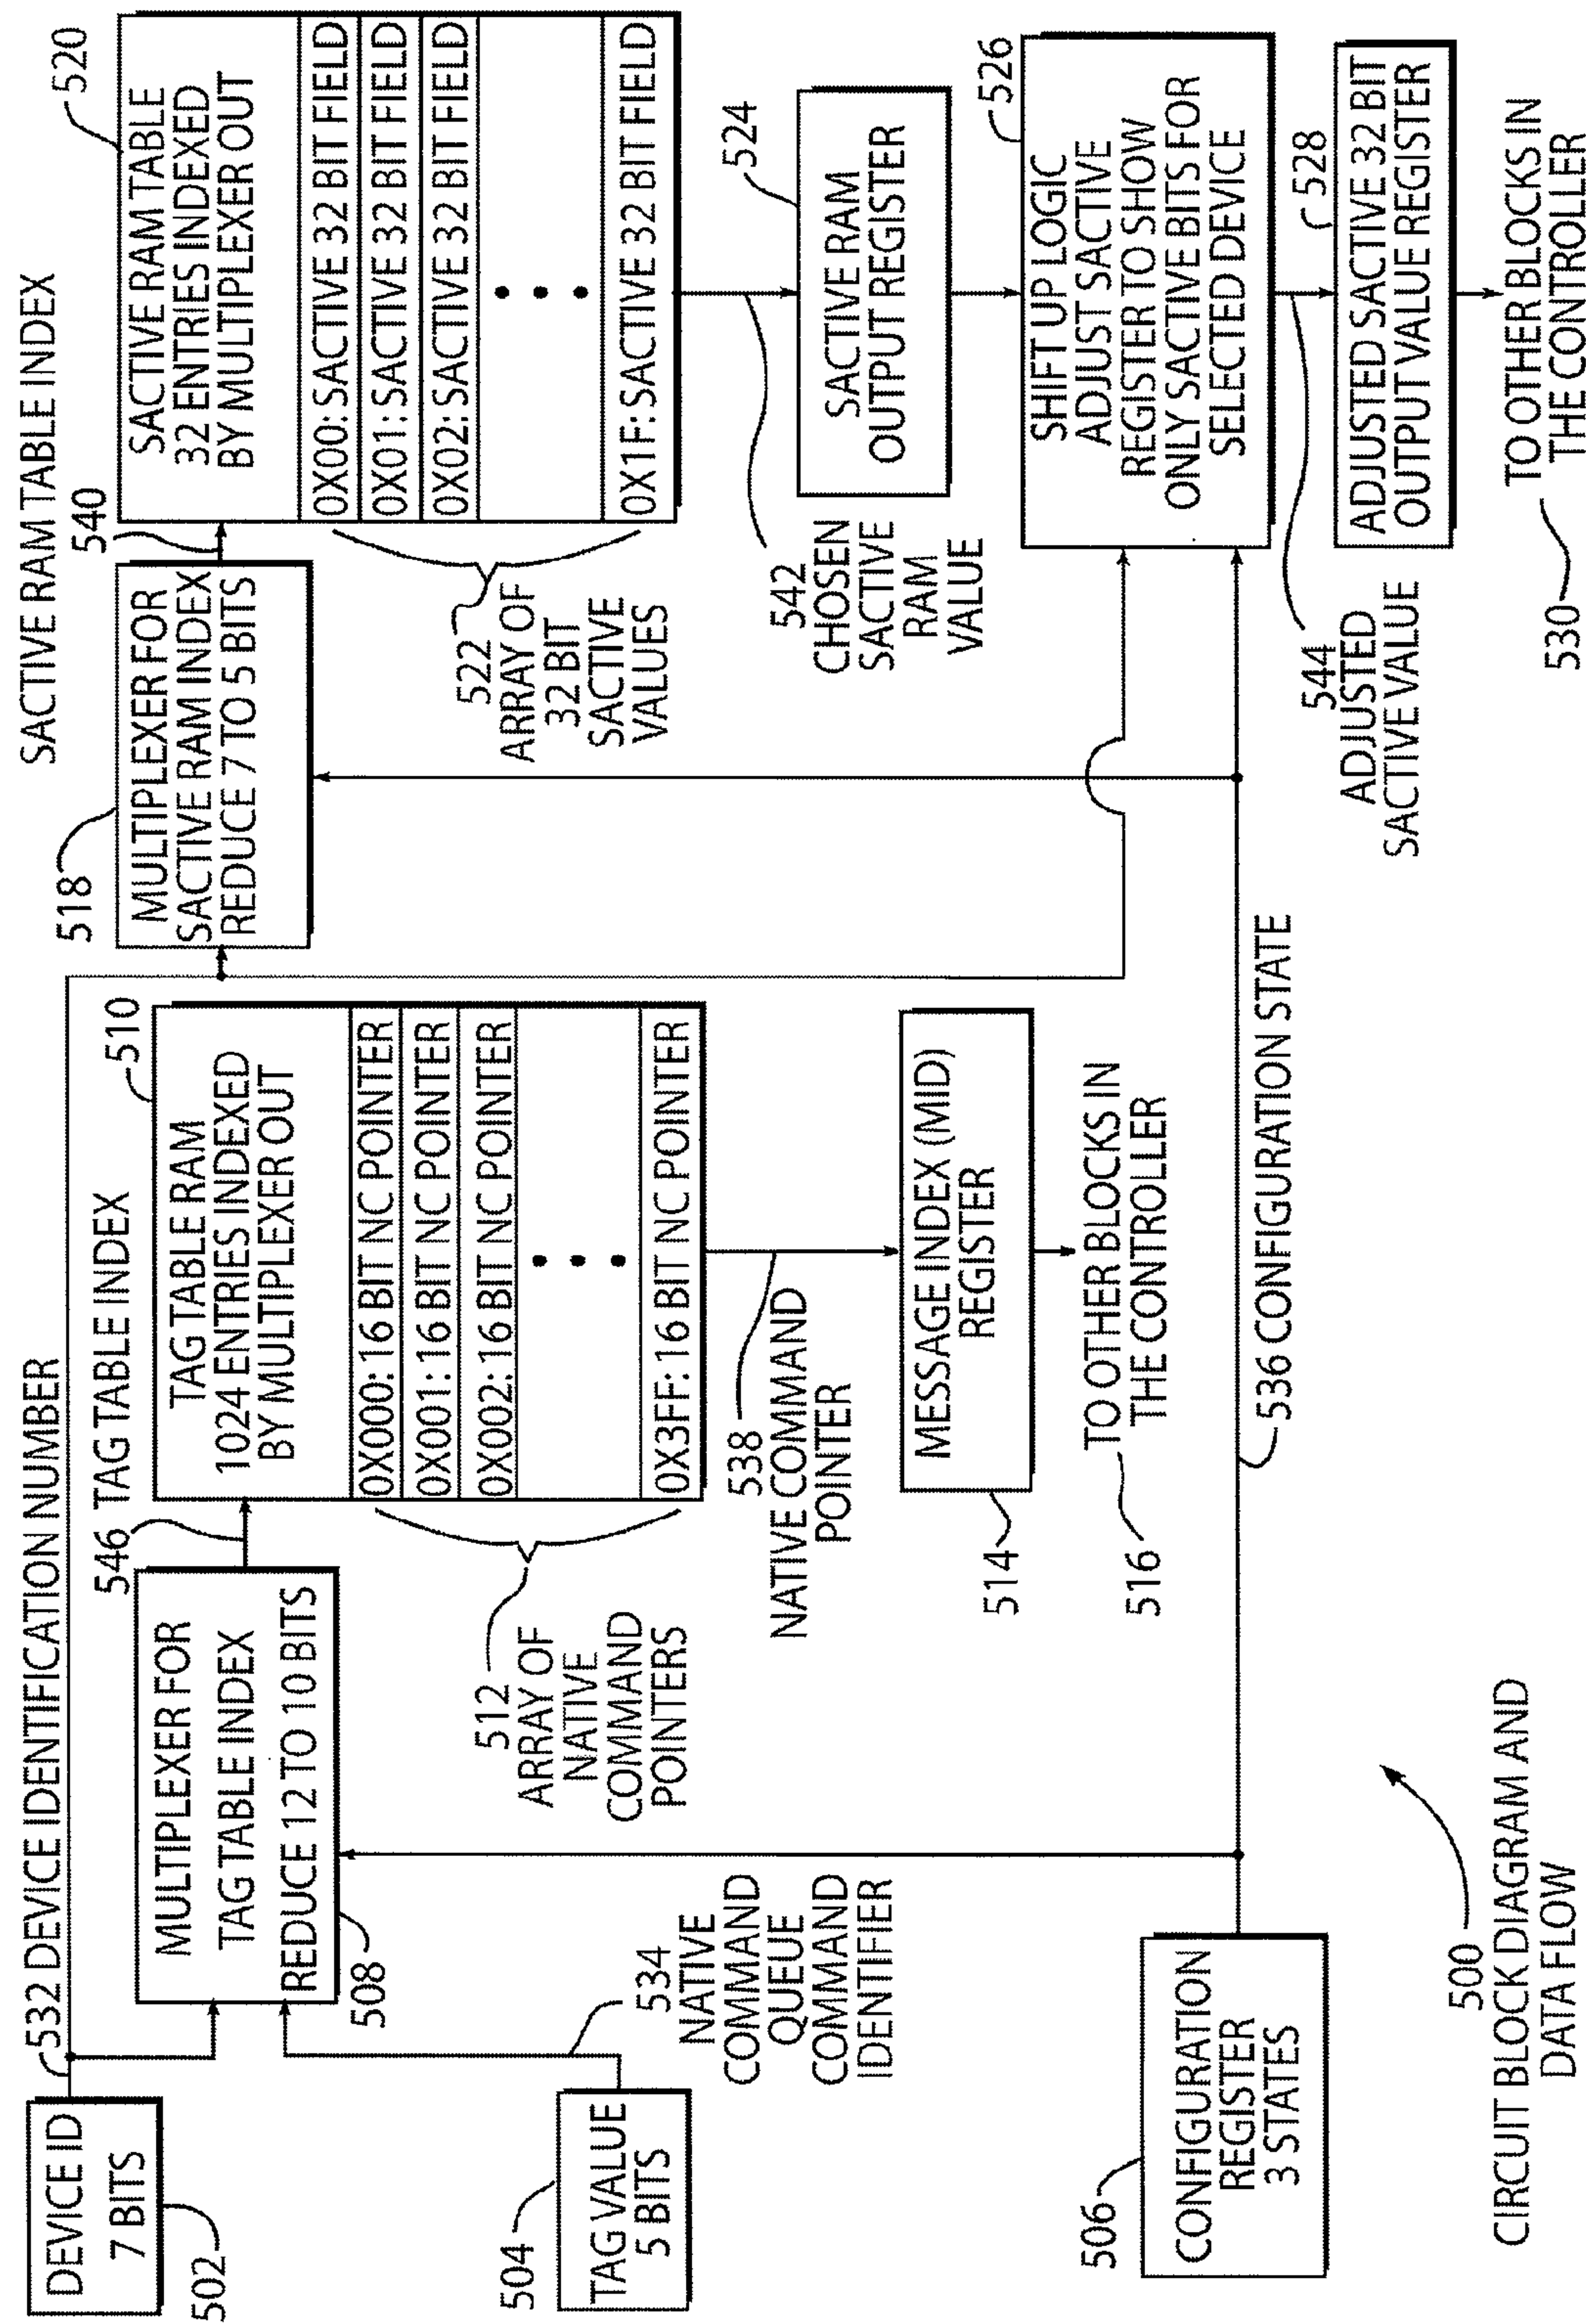 532 DEVICE IDENTIFICATION NUMBER
DEVICE ID
7 BITS
502
TAG VALUE
5 BITS
504
CONFIGURATION
REGISTER
3 STATES
506
MULTIPLEXER FOR
TAG TABLE INDEX
REDUCE 12 TO 10 BITS
508
534
NATIVE
COMMAND
QUEUE
COMMAND
IDENTIFIER
546 TAG TABLE INDEX
510
TAG TABLE RAM
1024 ENTRIES INDEXED
BY MULTIPLEXER OUT
0X000: 16 BIT NC POINTER
0X001: 16 BIT NC POINTER
0X002: 16 BIT NC POINTER
0X3FF: 16 BIT NC POINTER
512
ARRAY OF
NATIVE
COMMAND
POINTERS
538
NATIVE COMMAND
POINTER
MESSAGE INDEX (MID)
REGISTER
514
TO OTHER BLOCKS IN
THE CONTROLLER
516
536 CONFIGURATION STATE
SACTIVE RAM TABLE INDEX
540
518
MULTIPLEXER FOR
SACTIVE RAM INDEX
REDUCE 7 TO 5 BITS
520
SACTIVE RAM TABLE
32 ENTRIES INDEXED
BY MULTIPLEXER OUT
0X00: SACTIVE 32 BIT FIELD
0X01: SACTIVE 32 BIT FIELD
0X02: SACTIVE 32 BIT FIELD
0X1F: SACTIVE 32 BIT FIELD
522
ARRAY OF
32 BIT
SACTIVE
VALUES
542
CHOSEN
SACTIVE
RAM
VALUE
524
SACTIVE RAM
OUTPUT REGISTER
526
SHIFT UP LOGIC
ADJUST SACTIVE
REGISTER TO SHOW
ONLY SACTIVE BITS FOR
SELECTED DEVICE
544
ADJUSTED
SACTIVE VALUE
528
ADJUSTED SACTIVE 32 BIT
OUTPUT VALUE REGISTER
TO OTHER BLOCKS IN
THE CONTROLLER
530
500
CIRCUIT BLOCK DIAGRAM AND
DATA FLOW